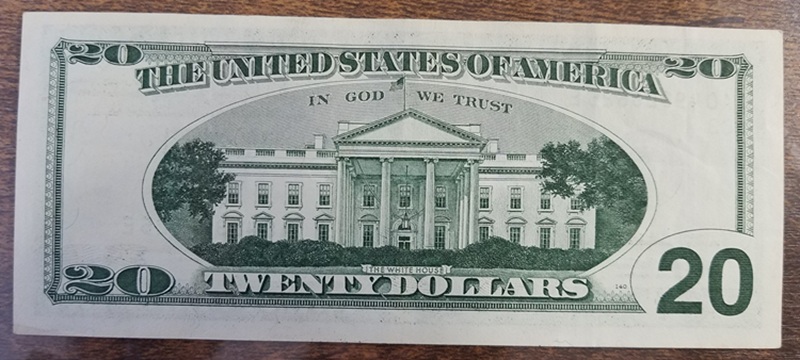 20 THE UNITED STATES OF AMERICA 20
IN GOD WE TRUST
THE WHITE HOUSE
20 TWENTY DOLLARS 20